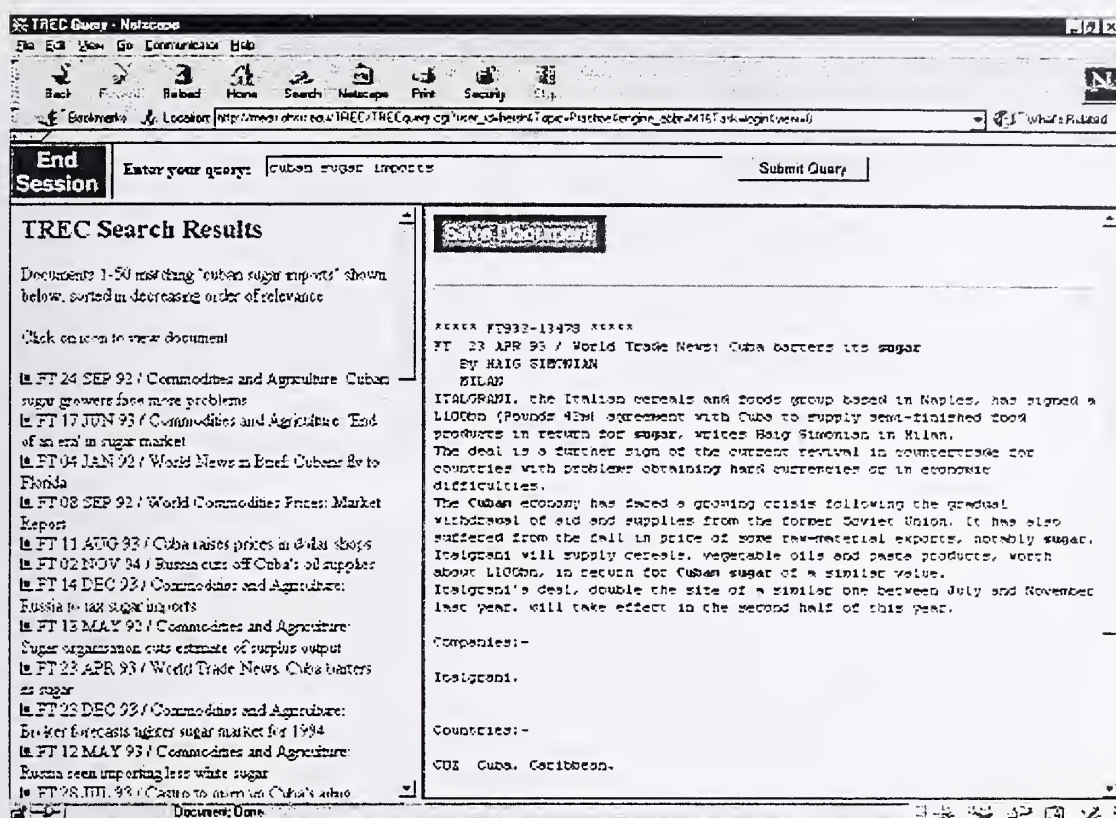 TREC Query - Netscape
File Edit View Go Communicator Help
Back Forward Reload Home Search Netscape Print Security Stop
Bookmarks Location: What's Related
End
Session
Enter your query: cuban sugar imports Submit Query
TREC Search Results
Documents 1-50 matching "cuban sugar imports" shown
below, sorted in decreasing order of relevance
Click on icon to view document
FT 24 SEP 92 / Commodities and Agriculture: Cuban
sugar growers face more problems
FT 17 JUN 93 / Commodities and Agriculture: 'End
of an era' in sugar market
FT 04 JAN 92 / World News in Brief: Cubans fly to
Florida
FT 08 SEP 92 / World Commodities Prices: Market
Report
FT 11 AUG 93 / Cuba raises prices in dollar shops
FT 02 NOV 94 / Russia cuts off Cuba's oil supplies
FT 14 DEC 93 / Commodities and Agriculture:
Russia to tax sugar imports
FT 13 MAY 92 / Commodities and Agriculture:
Sugar organisation cuts estimate of surplus output
FT 23 APR 93 / World Trade News: Cuba barters
its sugar
FT 23 DEC 93 / Commodities and Agriculture:
Broker forecasts tighter sugar market for 1994
FT 12 MAY 93 / Commodities and Agriculture:
Russia seen importing less white sugar
FT 28 JUL 93 / Castro to open up Cuba's
Save Document
***** FT932-13478 *****
FT 23 APR 93 / World Trade News: Cuba barters its sugar
By HAIG SIMONIAN
MILAN
ITALGRANI, the Italian cereals and foods group based in Naples, has signed a
L100bn (Pounds 42m) agreement with Cuba to supply semi-finished food
products in return for sugar, writes Haig Simonian in Milan.
The deal is a further sign of the current revival in countertrade for
countries with problems obtaining hard currencies or in economic
difficulties.
The Cuban economy has faced a growing crisis following the gradual
withdrawal of aid and supplies from the former Soviet Union. It has also
suffered from the fall in price of some raw-material exports, notably sugar.
Italgrani will supply cereals, vegetable oils and pasta products, worth
about L100bn, in return for Cuban sugar of a similar value.
Italgrani's deal, double the size of a similar one between July and November
last year, will take effect in the second half of this year.
Companies:-
Italgrani.
Countries:-
CUZ Cuba, Caribbean.
Document: Done